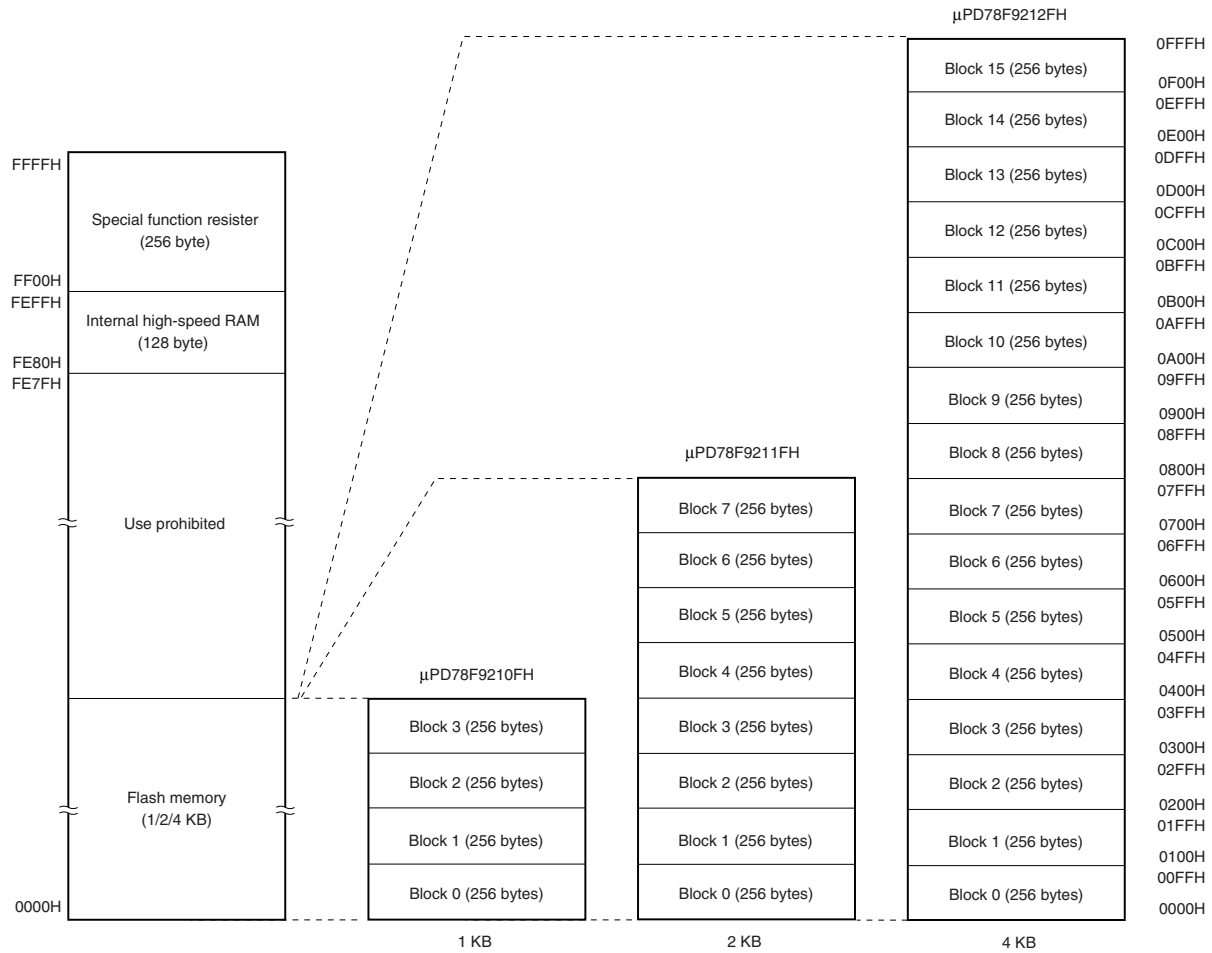 FFFFH
Special function resister
(256 byte)
FF00H
FEFFH
Internal high-speed RAM
(128 byte)
FE80H
FE7FH
Use prohibited
Flash memory
(1/2/4 KB)
0000H
μPD78F9210FH
Block 3 (256 bytes)
Block 2 (256 bytes)
Block 1 (256 bytes)
Block 0 (256 bytes)
1 KB
μPD78F9211FH
Block 7 (256 bytes)
Block 6 (256 bytes)
Block 5 (256 bytes)
Block 4 (256 bytes)
Block 3 (256 bytes)
Block 2 (256 bytes)
Block 1 (256 bytes)
Block 0 (256 bytes)
2 KB
μPD78F9212FH
Block 15 (256 bytes)
Block 14 (256 bytes)
Block 13 (256 bytes)
Block 12 (256 bytes)
Block 11 (256 bytes)
Block 10 (256 bytes)
Block 9 (256 bytes)
Block 8 (256 bytes)
Block 7 (256 bytes)
Block 6 (256 bytes)
Block 5 (256 bytes)
Block 4 (256 bytes)
Block 3 (256 bytes)
Block 2 (256 bytes)
Block 1 (256 bytes)
Block 0 (256 bytes)
4 KB
0FFFH
0F00H
0EFFH
0E00H
0DFFH
0D00H
0CFFH
0C00H
0BFFH
0B00H
0AFFH
0A00H
09FFH
0900H
08FFH
0800H
07FFH
0700H
06FFH
0600H
05FFH
0500H
04FFH
0400H
03FFH
0300H
02FFH
0200H
01FFH
0100H
00FFH
0000H